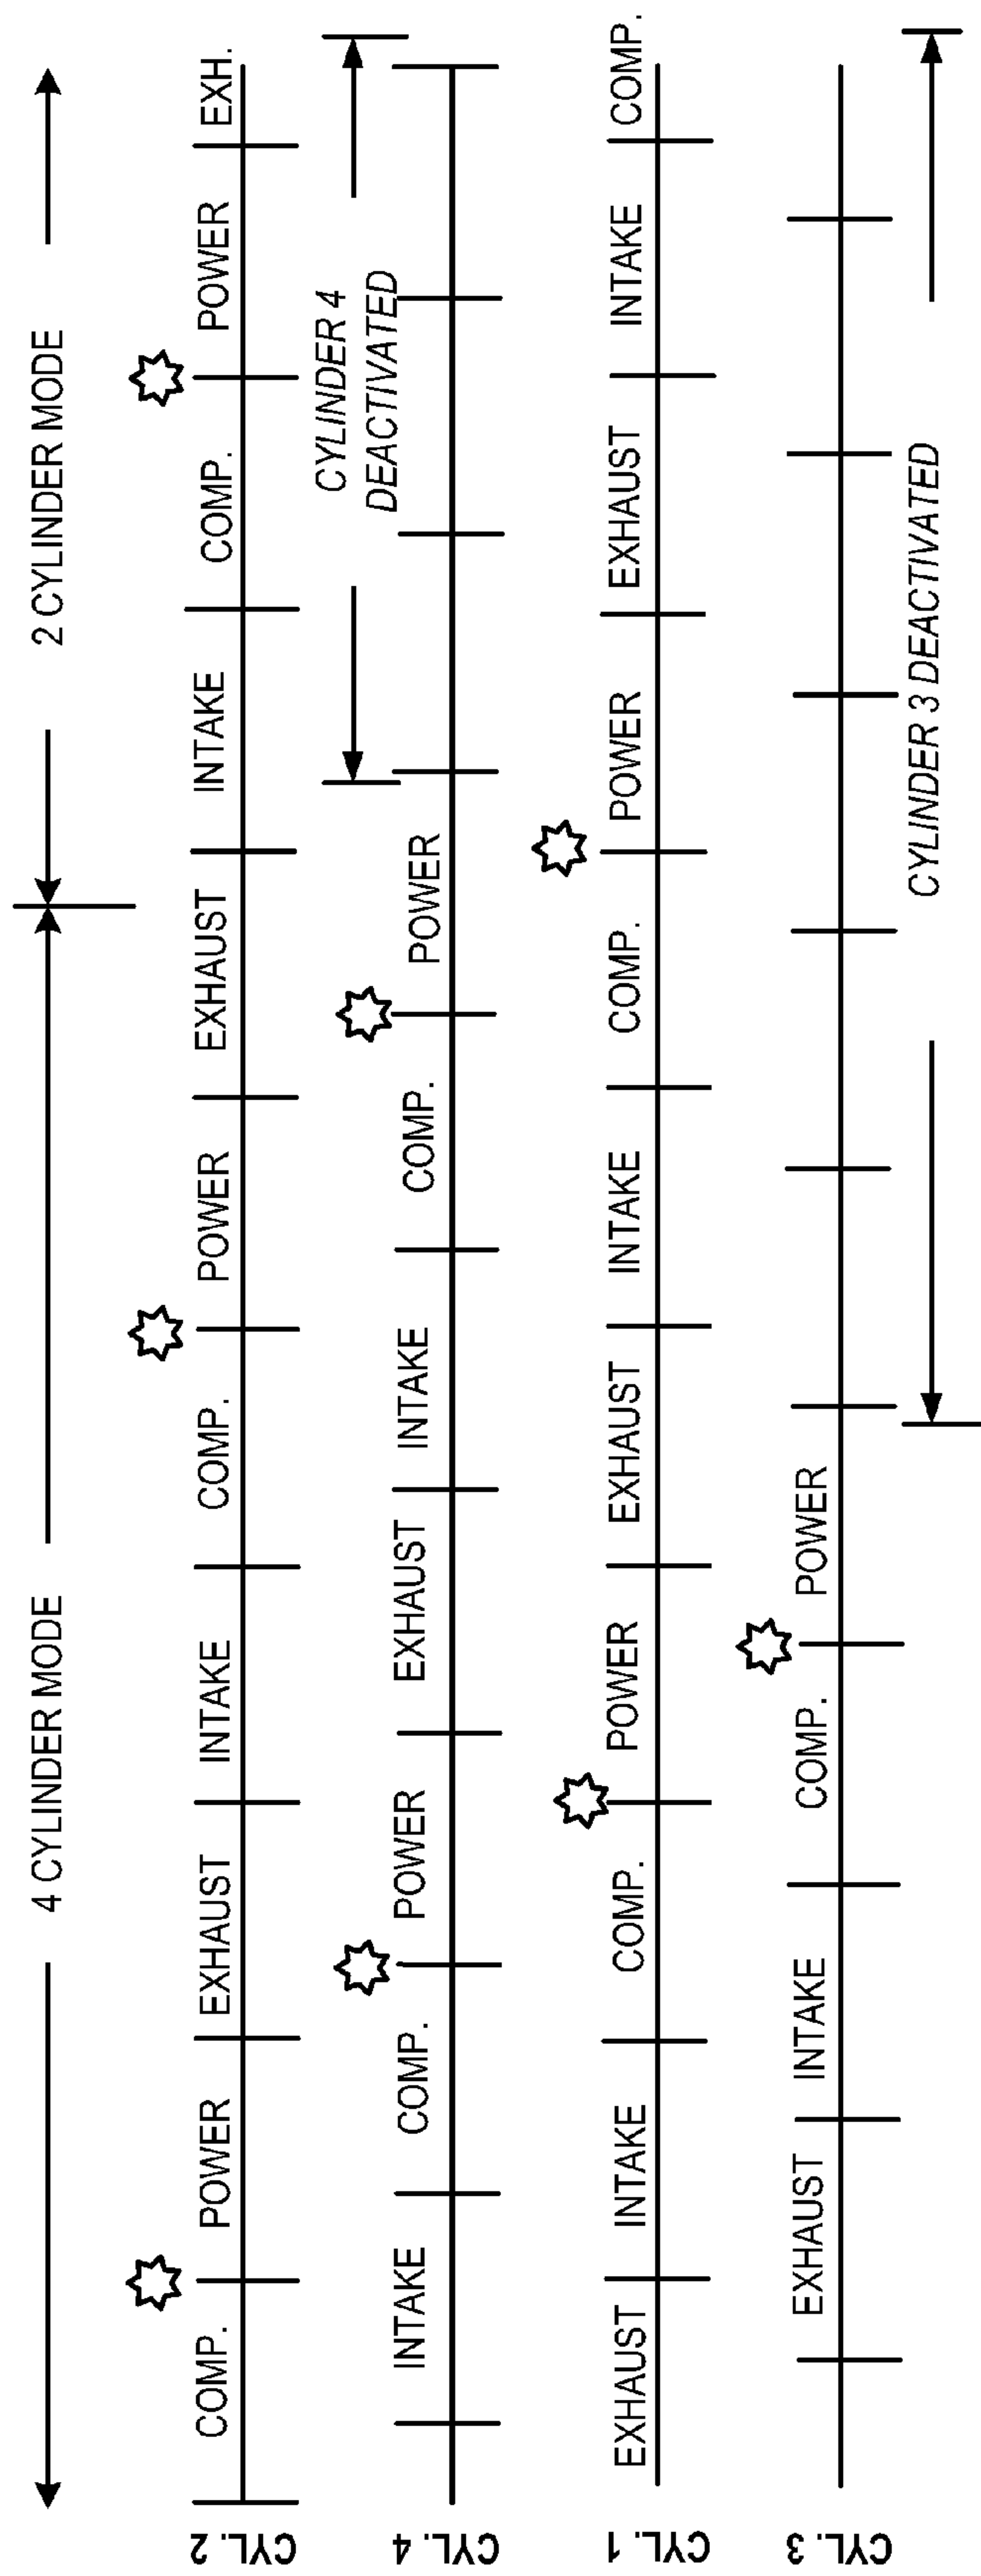 4 CYLINDER MODE
2 CYLINDER MODE
CYL. 2
COMP.
POWER
EXHAUST
INTAKE
COMP.
POWER
EXHAUST
INTAKE
COMP.
POWER
EXH.
CYLINDER 4
DEACTIVATED
CYL. 4
INTAKE
COMP.
POWER
EXHAUST
INTAKE
COMP.
POWER
CYL. 1
EXHAUST
INTAKE
COMP.
POWER
EXHAUST
INTAKE
COMP.
POWER
EXHAUST
INTAKE
COMP.
CYL. 3
EXHAUST
INTAKE
COMP.
POWER
CYLINDER 3 DEACTIVATED